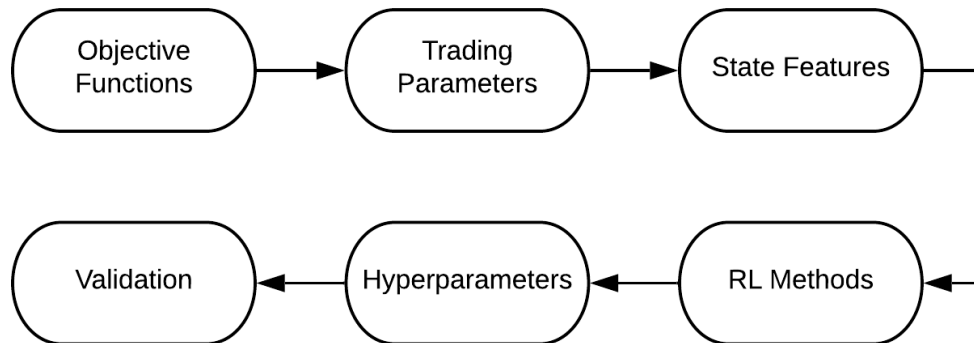 Objective
Functions
Trading
Parameters
State Features
Validation
Hyperparameters
RL Methods